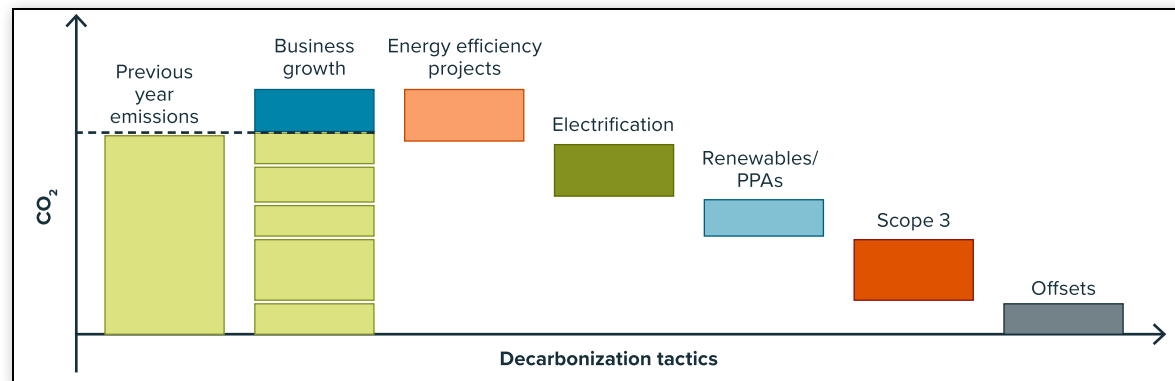 Previous
year
emissions
Business
growth
Energy efficiency
projects
Electrification
Renewables/
PPAs
Scope 3
Offsets
CO₂
Decarbonization tactics